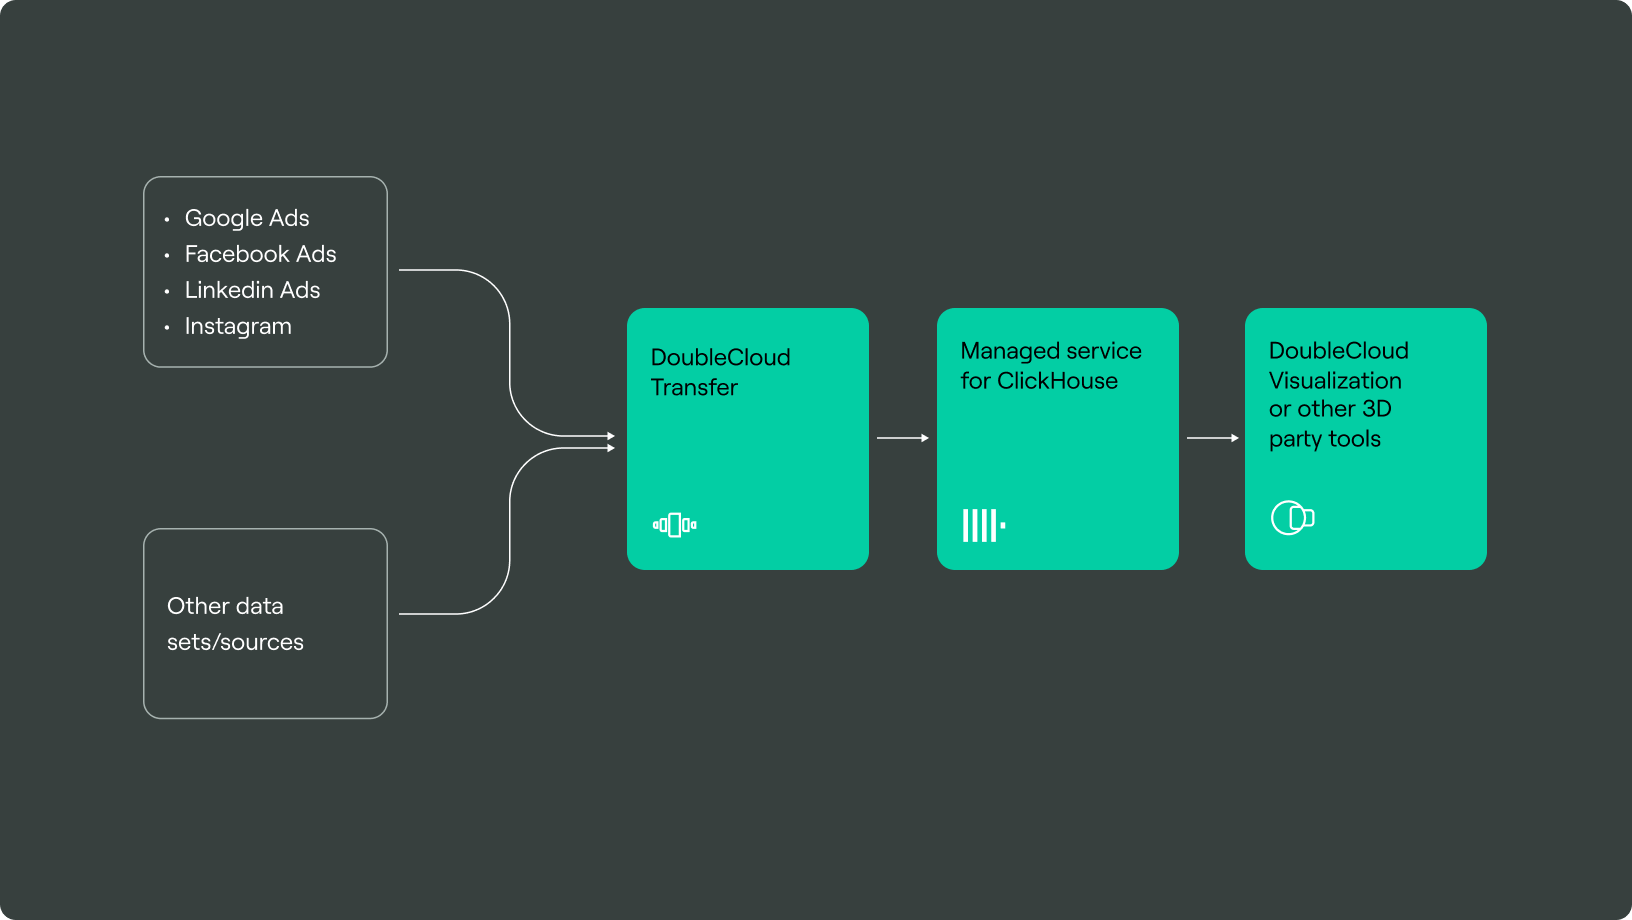 • Google Ads
• Facebook Ads
• Linkedin Ads
• Instagram
Other data
sets/sources
DoubleCloud
Transfer
Managed service
for ClickHouse
DoubleCloud
Visualization
or other 3D
party tools